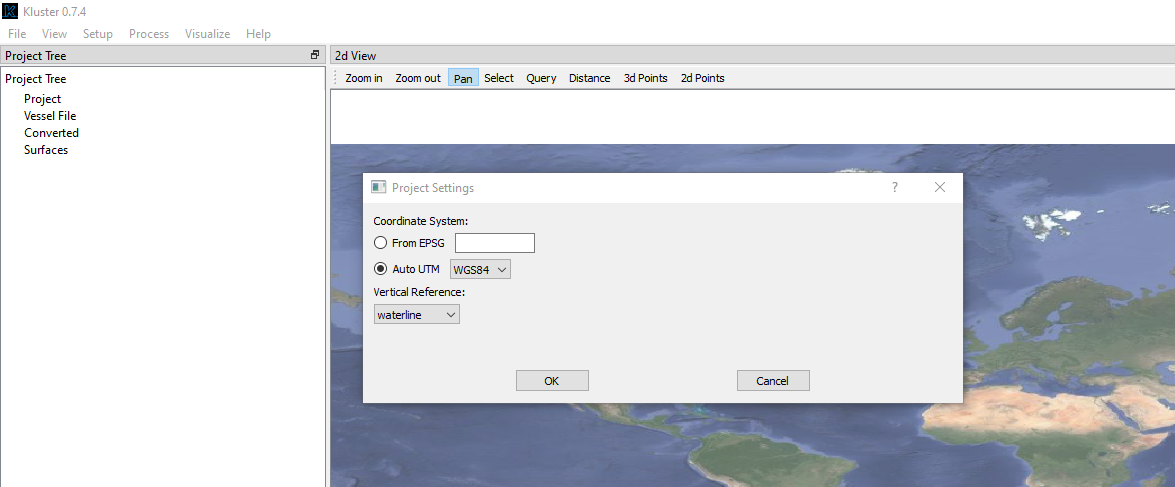 Kluster 0.7.4
File View Setup Process Visualize Help
Project Tree
2d View
Project Tree
Project
Vessel File
Converted
Surfaces
Zoom in Zoom out Pan Select Query Distance 3d Points 2d Points
Project Settings ?
Coordinate System:
From EPSG
Auto UTM WGS84
Vertical Reference:
waterline
OK Cancel